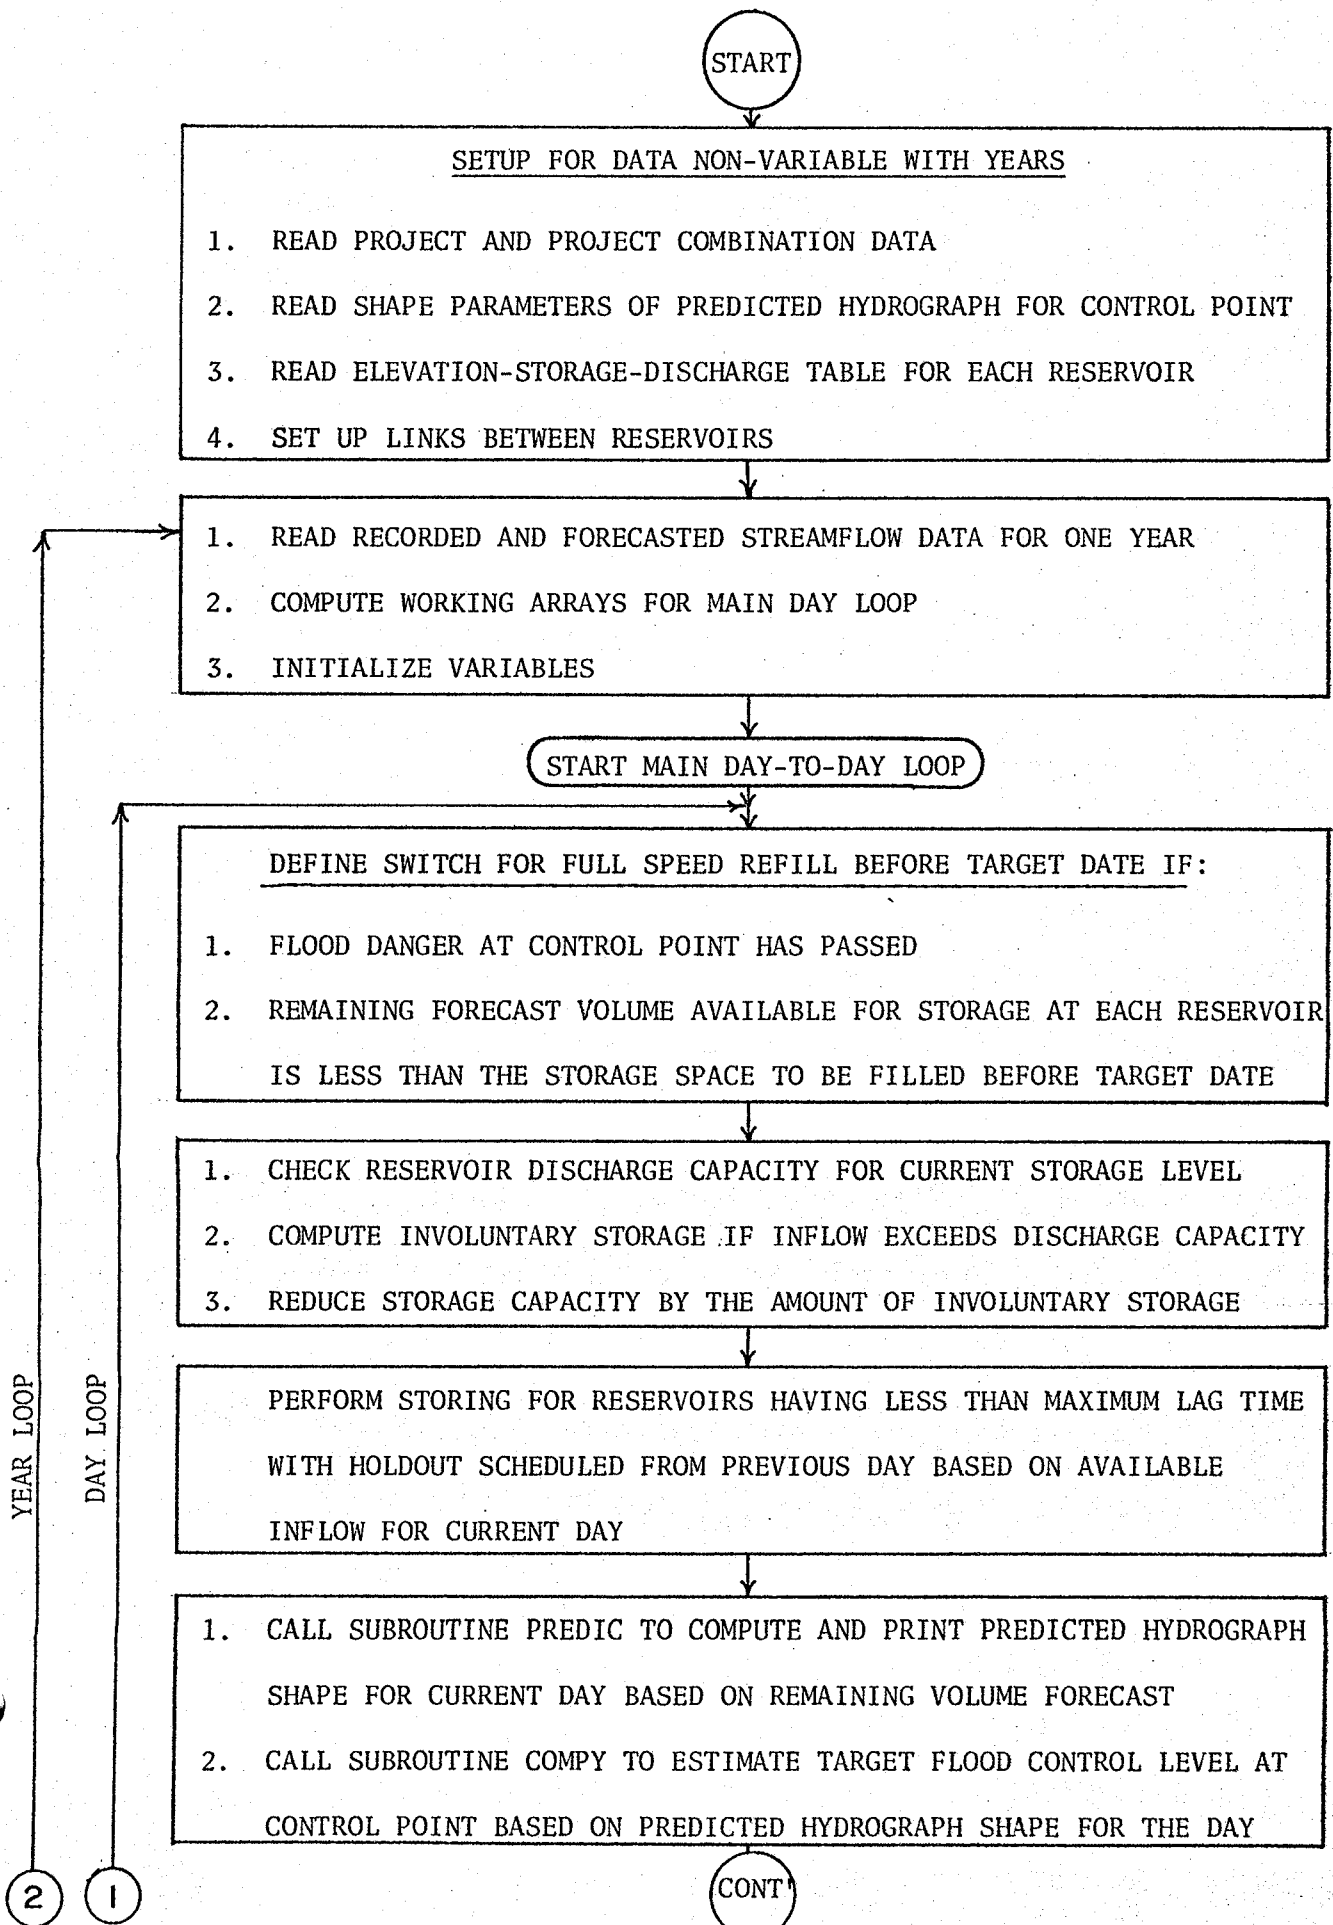 START
SETUP FOR DATA NON-VARIABLE WITH YEARS
1. READ PROJECT AND PROJECT COMBINATION DATA
2. READ SHAPE PARAMETERS OF PREDICTED HYDROGRAPH FOR CONTROL POINT
3. READ ELEVATION-STORAGE-DISCHARGE TABLE FOR EACH RESERVOIR
4. SET UP LINKS BETWEEN RESERVOIRS
1. READ RECORDED AND FORECASTED STREAMFLOW DATA FOR ONE YEAR
2. COMPUTE WORKING ARRAYS FOR MAIN DAY LOOP
3. INITIALIZE VARIABLES
START MAIN DAY-TO-DAY LOOP
DEFINE SWITCH FOR FULL SPEED REFILL BEFORE TARGET DATE IF:
1. FLOOD DANGER AT CONTROL POINT HAS PASSED
2. REMAINING FORECAST VOLUME AVAILABLE FOR STORAGE AT EACH RESERVOIR
IS LESS THAN THE STORAGE SPACE TO BE FILLED BEFORE TARGET DATE
1. CHECK RESERVOIR DISCHARGE CAPACITY FOR CURRENT STORAGE LEVEL
2. COMPUTE INVOLUNTARY STORAGE IF INFLOW EXCEEDS DISCHARGE CAPACITY
3. REDUCE STORAGE CAPACITY BY THE AMOUNT OF INVOLUNTARY STORAGE
PERFORM STORING FOR RESERVOIRS HAVING LESS THAN MAXIMUM LAG TIME
WITH HOLDOUT SCHEDULED FROM PREVIOUS DAY BASED ON AVAILABLE
INFLOW FOR CURRENT DAY
YEAR LOOP
DAY LOOP
1. CALL SUBROUTINE PREDIC TO COMPUTE AND PRINT PREDICTED HYDROGRAPH
SHAPE FOR CURRENT DAY BASED ON REMAINING VOLUME FORECAST
2. CALL SUBROUTINE COMPY TO ESTIMATE TARGET FLOOD CONTROL LEVEL AT
CONTROL POINT BASED ON PREDICTED HYDROGRAPH SHAPE FOR THE DAY
2
1
CONT'